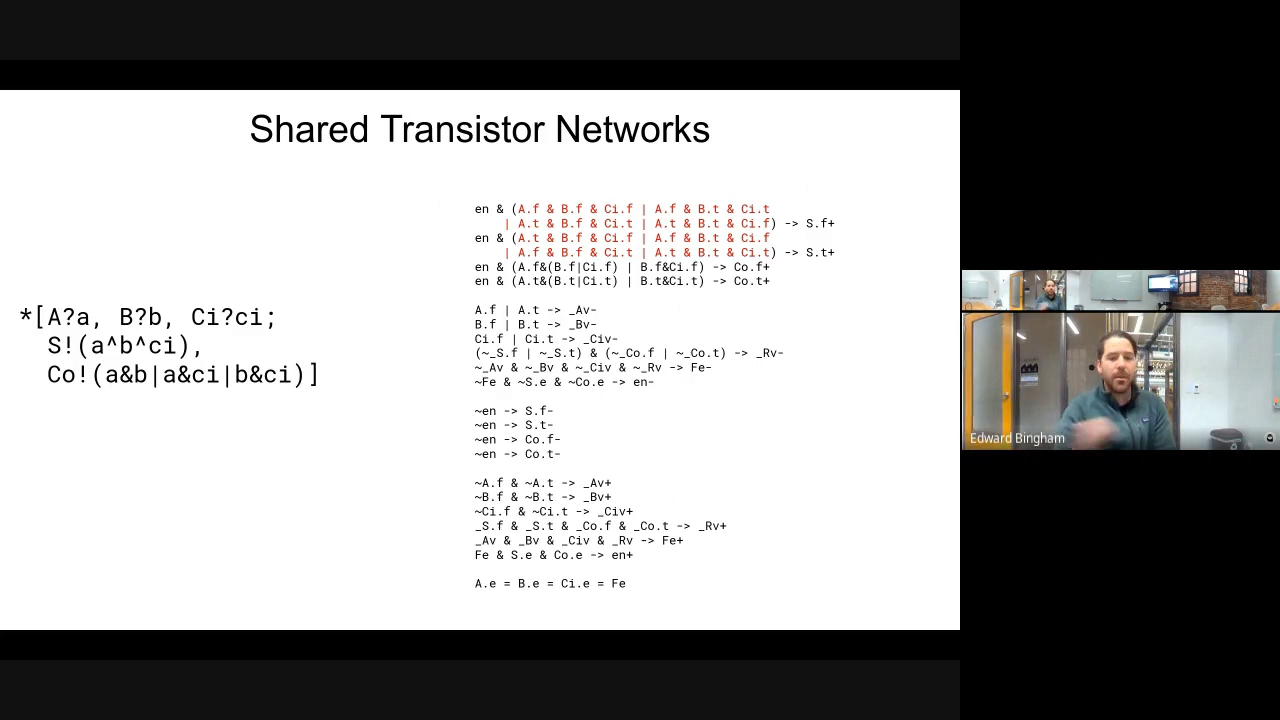 Shared Transistor Networks
*[A?a, B?b, Ci?ci;
S!(a^b^ci),
Co!(a&b|a&ci|b&ci)]
en & (A.f & B.f & Ci.f | A.f & B.t & Ci.t
| A.t & B.f & Ci.t | A.t & B.t & Ci.f) -> S.f+
en & (A.t & B.f & Ci.f | A.f & B.t & Ci.f
| A.f & B.f & Ci.t | A.t & B.t & Ci.t) -> S.t+
en & (A.f&(B.f|Ci.f) | B.f&Ci.f) -> Co.f+
en & (A.t&(B.t|Ci.t) | B.t&Ci.t) -> Co.t+
A.f | A.t -> _Av-
B.f | B.t -> _Bv-
Ci.f | Ci.t -> _Civ-
(~_S.f | ~_S.t) & (~_Co.f | ~_Co.t) -> _Rv-
~_Av & ~_Bv & ~_Civ & ~_Rv -> Fe-
~Fe & ~S.e & ~Co.e -> en-
~en -> S.f-
~en -> S.t-
~en -> Co.f-
~en -> Co.t-
~A.f & ~A.t -> _Av+
~B.f & ~B.t -> _Bv+
~Ci.f & ~Ci.t -> _Civ+
_S.f & _S.t & _Co.f & _Co.t -> _Rv+
_Av & _Bv & _Civ & _Rv -> Fe+
Fe & S.e & Co.e -> en+
A.e = B.e = Ci.e = Fe
Edward Bingham